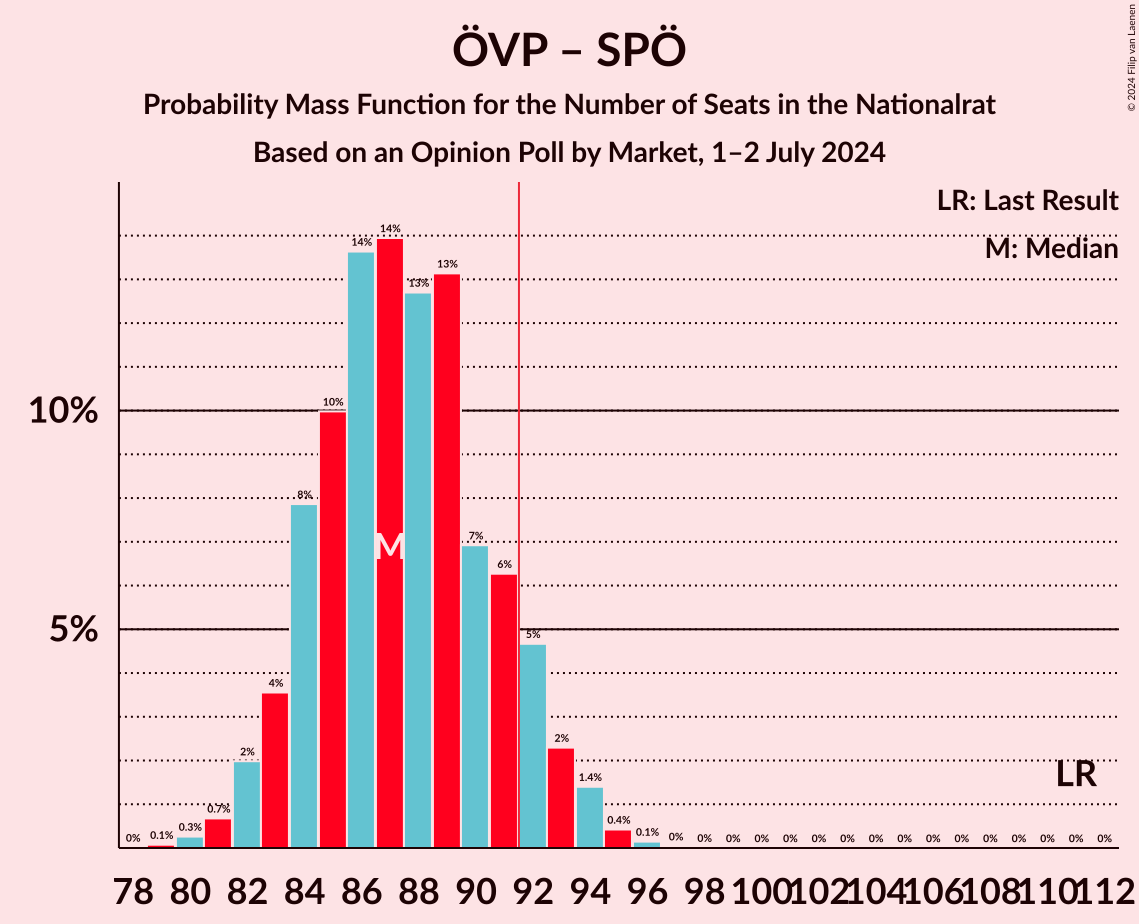 ÖVP – SPÖ
Probability Mass Function for the Number of Seats in the Nationalrat
Based on an Opinion Poll by Market, 1–2 July 2024
© 2024 Filip van Laenen
LR: Last Result
M: Median
10%
5%
0% 0.1% 0.3% 0.7% 2% 4% 8% 10% 14% 14% 13% 13% 7% 6% 5% 2% 1.4% 0.4% 0.1% 0% 0% 0% 0% 0% 0% 0% 0% 0% 0% 0% 0% 0% 0% 0% 0%
M
LR
78 80 82 84 86 88 90 92 94 96 98 100 102 104 106 108 110 112